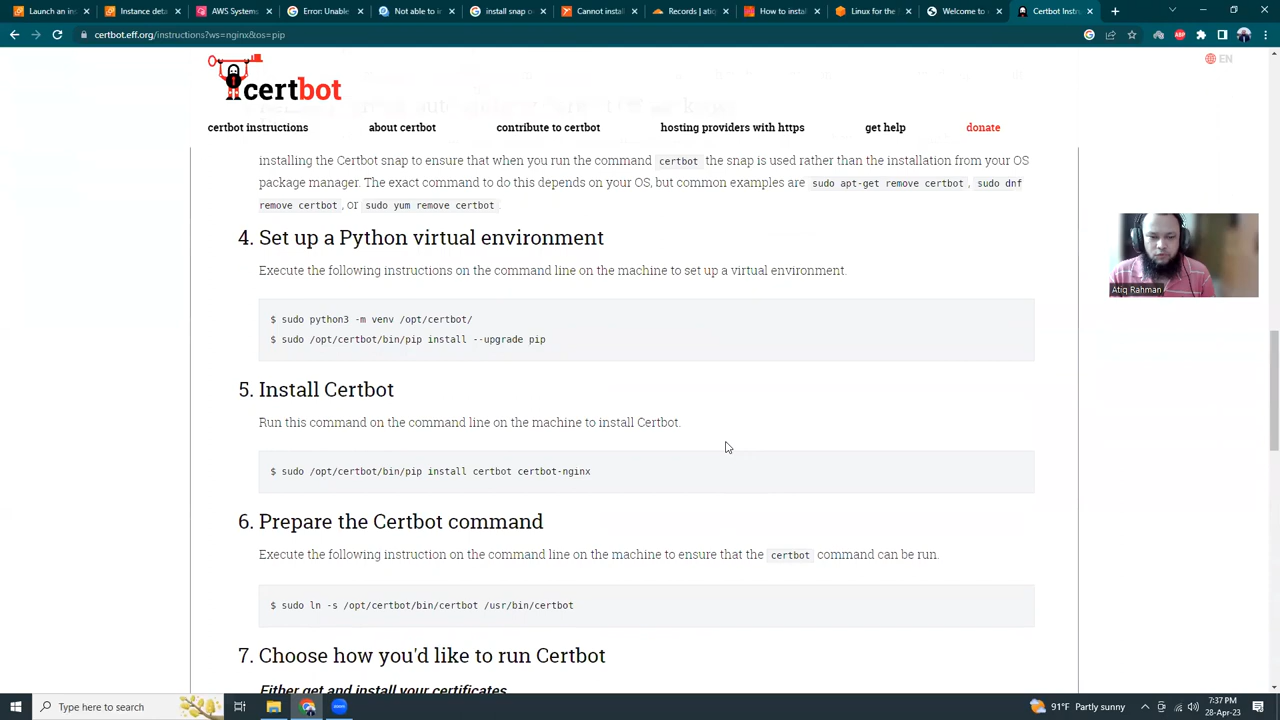 Launch an in
Instance deta
AWS Systems
Error: Certbo
Not able to in
install snap o
Cannot install
Records | atiq
How to install
Linux for the
Welcome to
Certbot Instr
certbot.eff.org/instructions?ws=nginx&os=pip
EN
certbot
certbot instructions
about certbot
contribute to certbot
hosting providers with https
get help
donate
installing the Certbot snap to ensure that when you run the command certbot the snap is used rather than the installation from your OS
package manager. The exact command to do this depends on your OS, but common examples are sudo apt-get remove certbot, sudo dnf
remove certbot, or sudo yum remove certbot.
4. Set up a Python virtual environment
Execute the following instructions on the command line on the machine to set up a virtual environment.
$ sudo python3 -m venv /opt/certbot/
$ sudo /opt/certbot/bin/pip install --upgrade pip
Atiq Rahman
5. Install Certbot
Run this command on the command line on the machine to install Certbot.
$ sudo /opt/certbot/bin/pip install certbot certbot-nginx
6. Prepare the Certbot command
Execute the following instruction on the command line on the machine to ensure that the certbot command can be run.
$ sudo ln -s /opt/certbot/bin/certbot /usr/bin/certbot
7. Choose how you'd like to run Certbot
Either get and install your certificates
Type here to search
91°F Partly sunny
7:37 PM
28-Apr-23